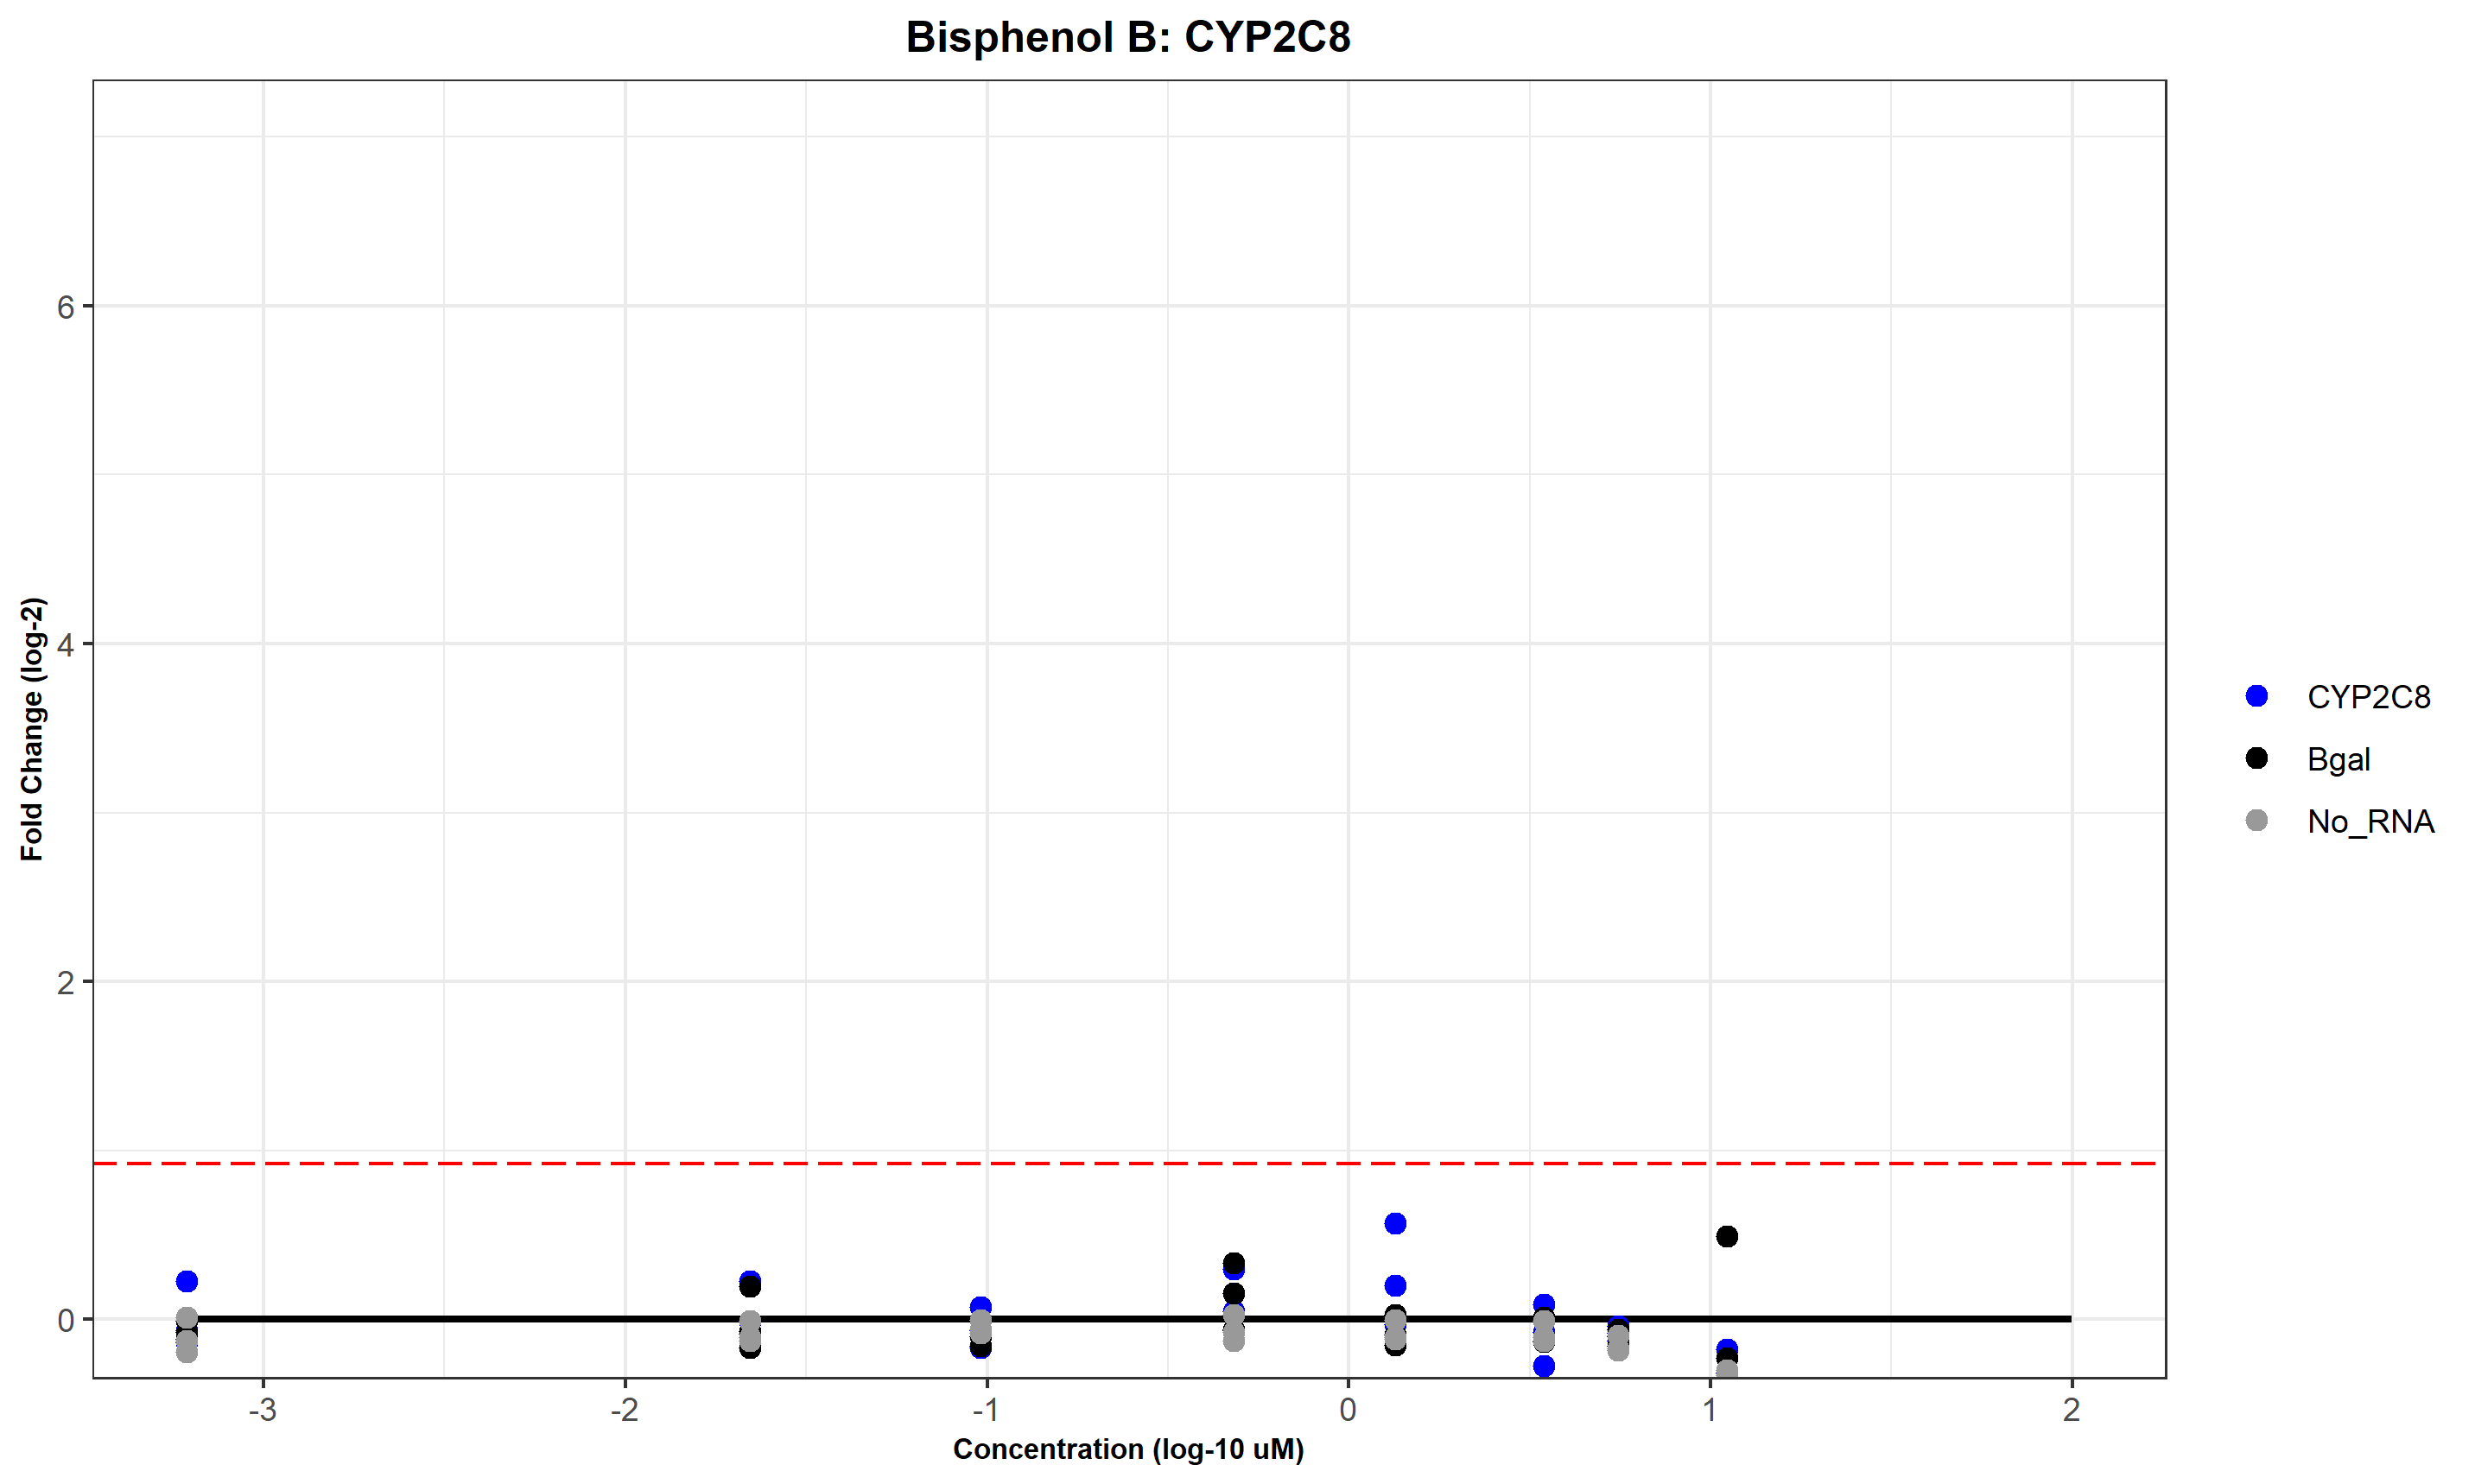 Bisphenol B: CYP2C8
Fold Change (log-2)
6
4
2
0
-3
-2
-1
0
1
2
Concentration (log-10 uM)
CYP2C8
Bgal
No_RNA